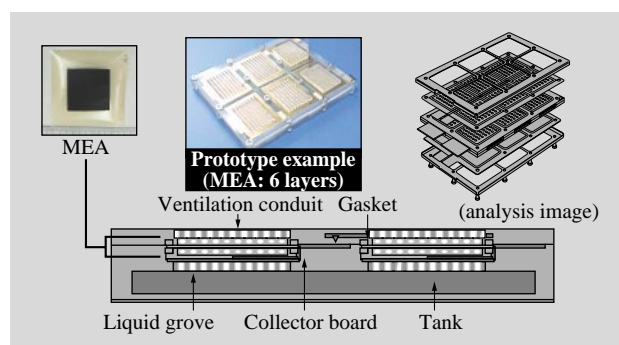 MEA
Prototype example
(MEA: 6 layers)
(analysis image)
Ventilation conduit
Gasket
Liquid grove
Collector board
Tank